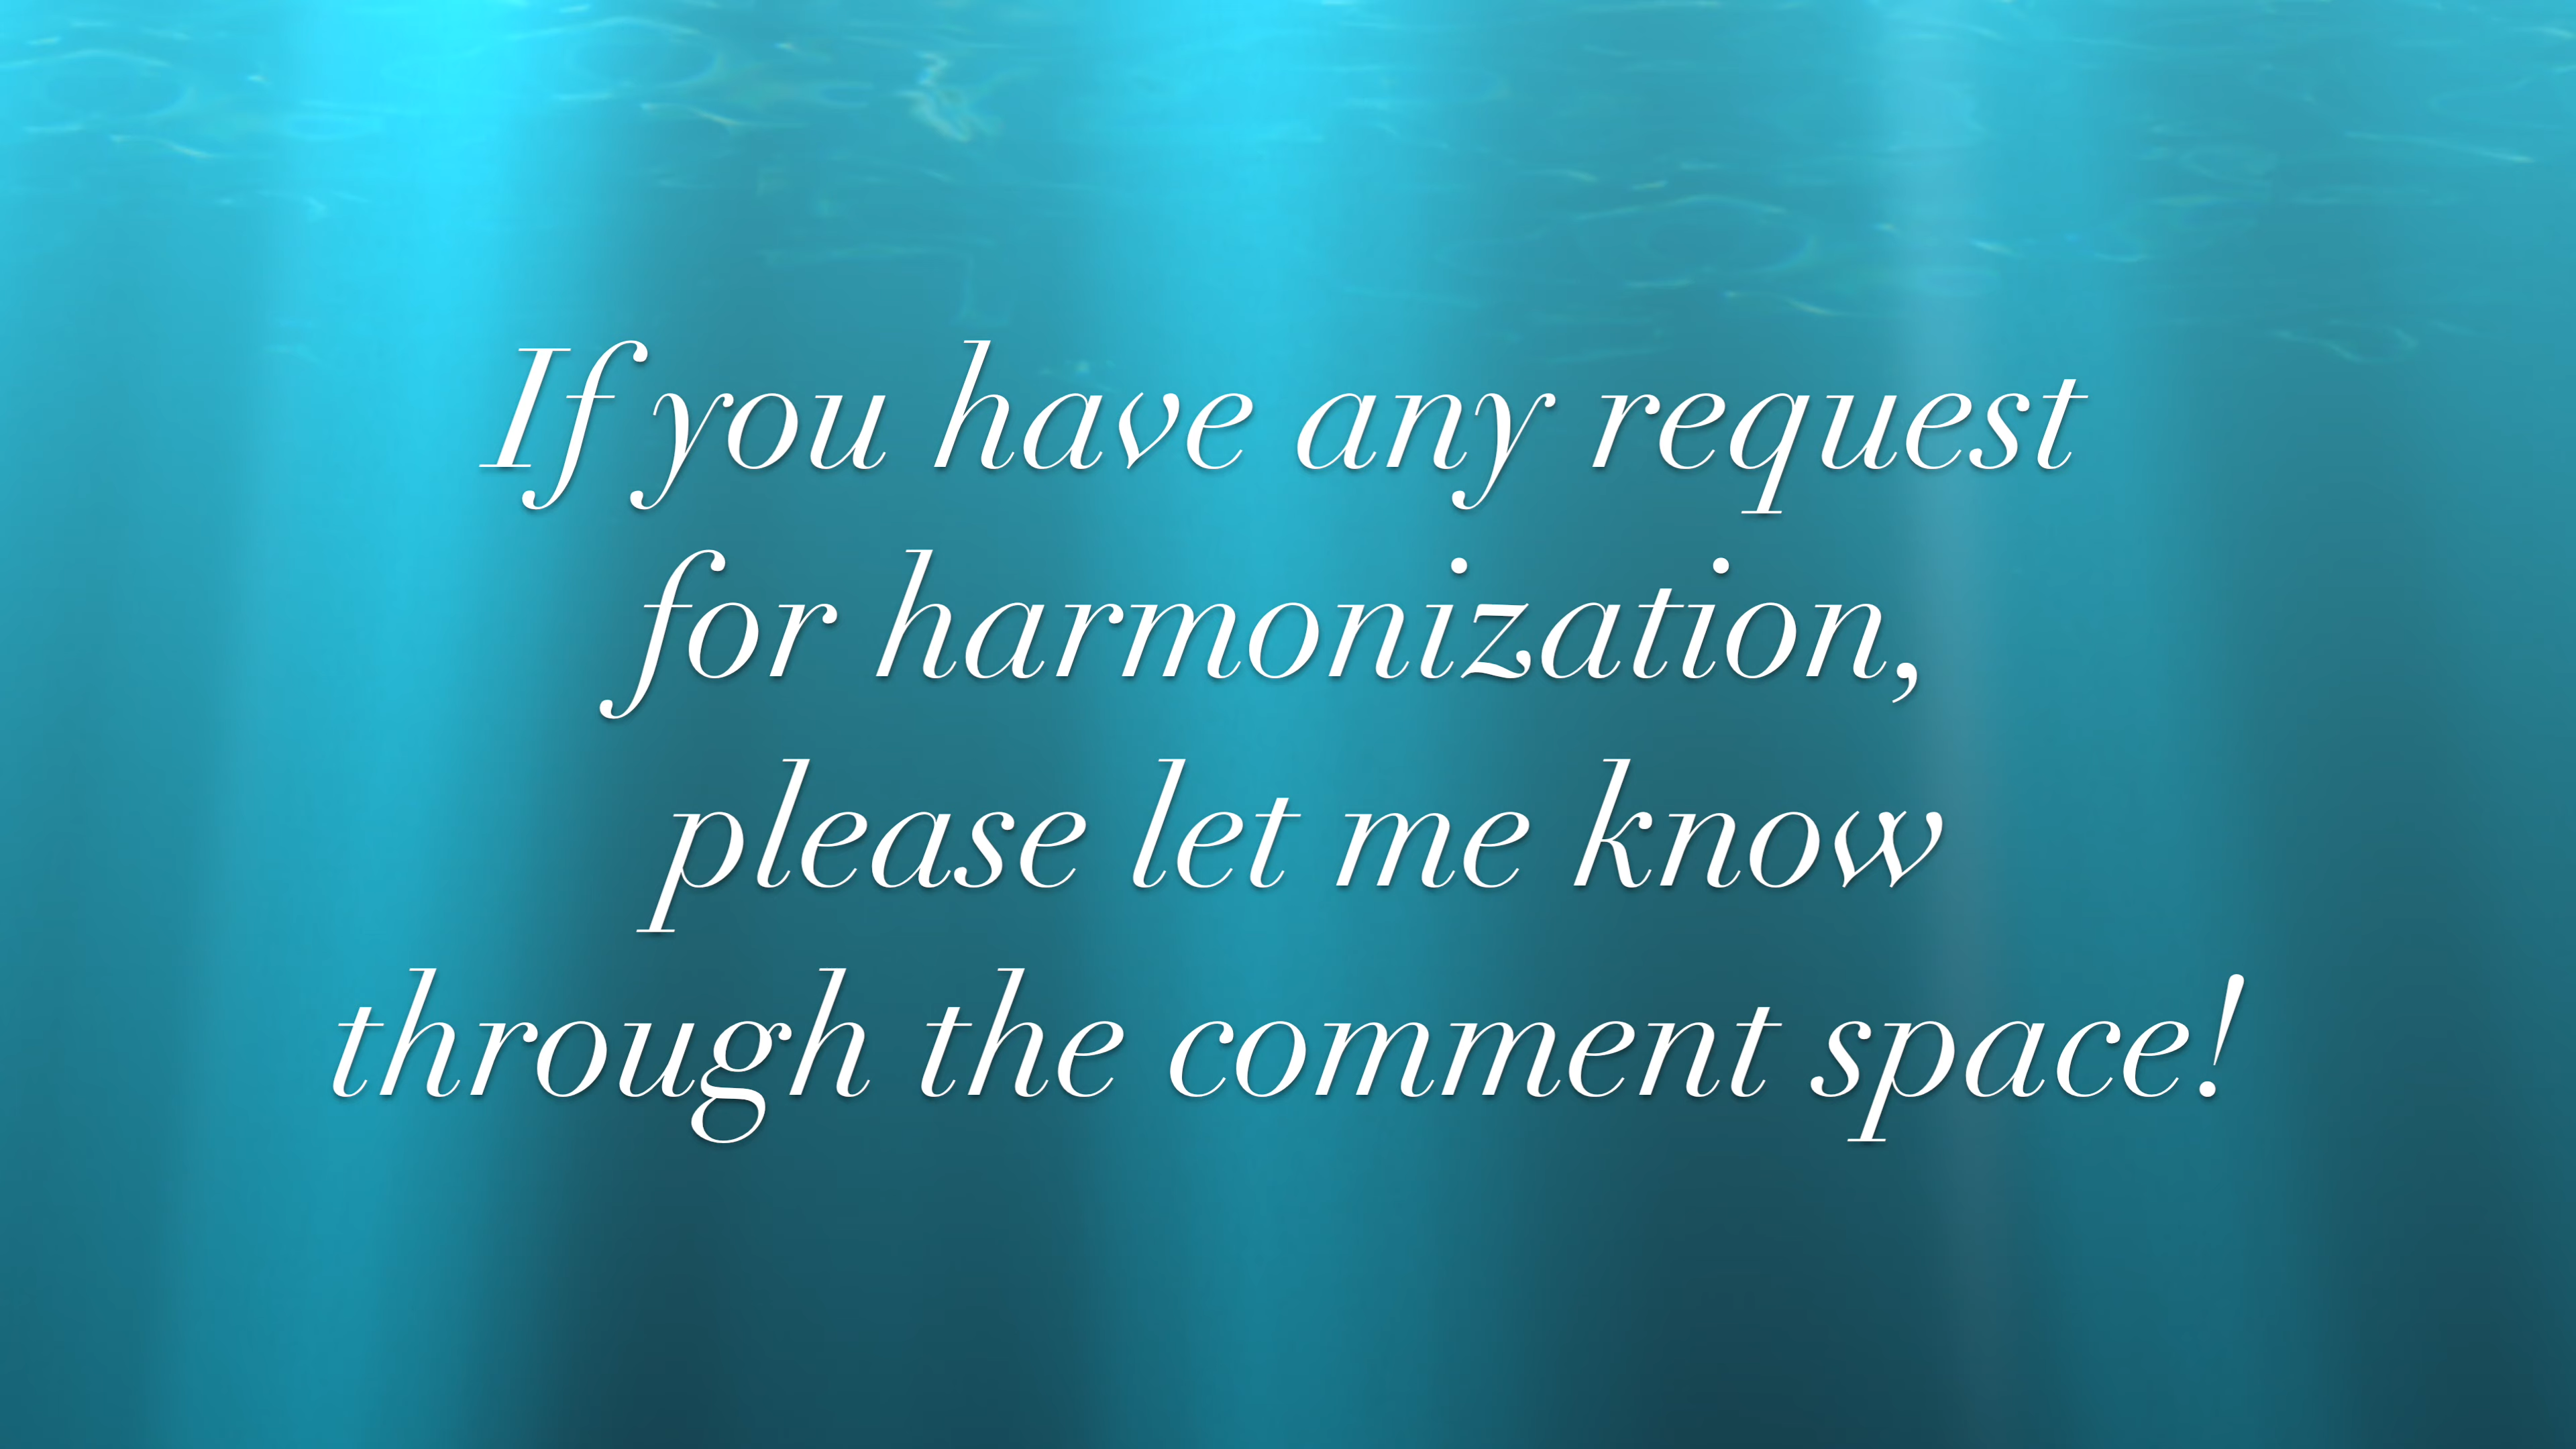 If you have any request
for harmonization,
please let me know
through the comment space!